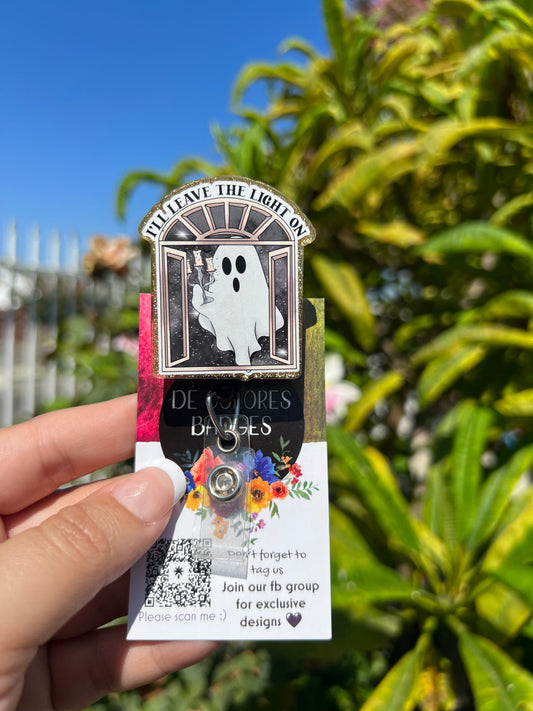 I'LL LEAVE THE LIGHT ON
BADGES
Don't forget to
tag us
Join our fb group
for exclusive
designs 🖤
Please scan me :)